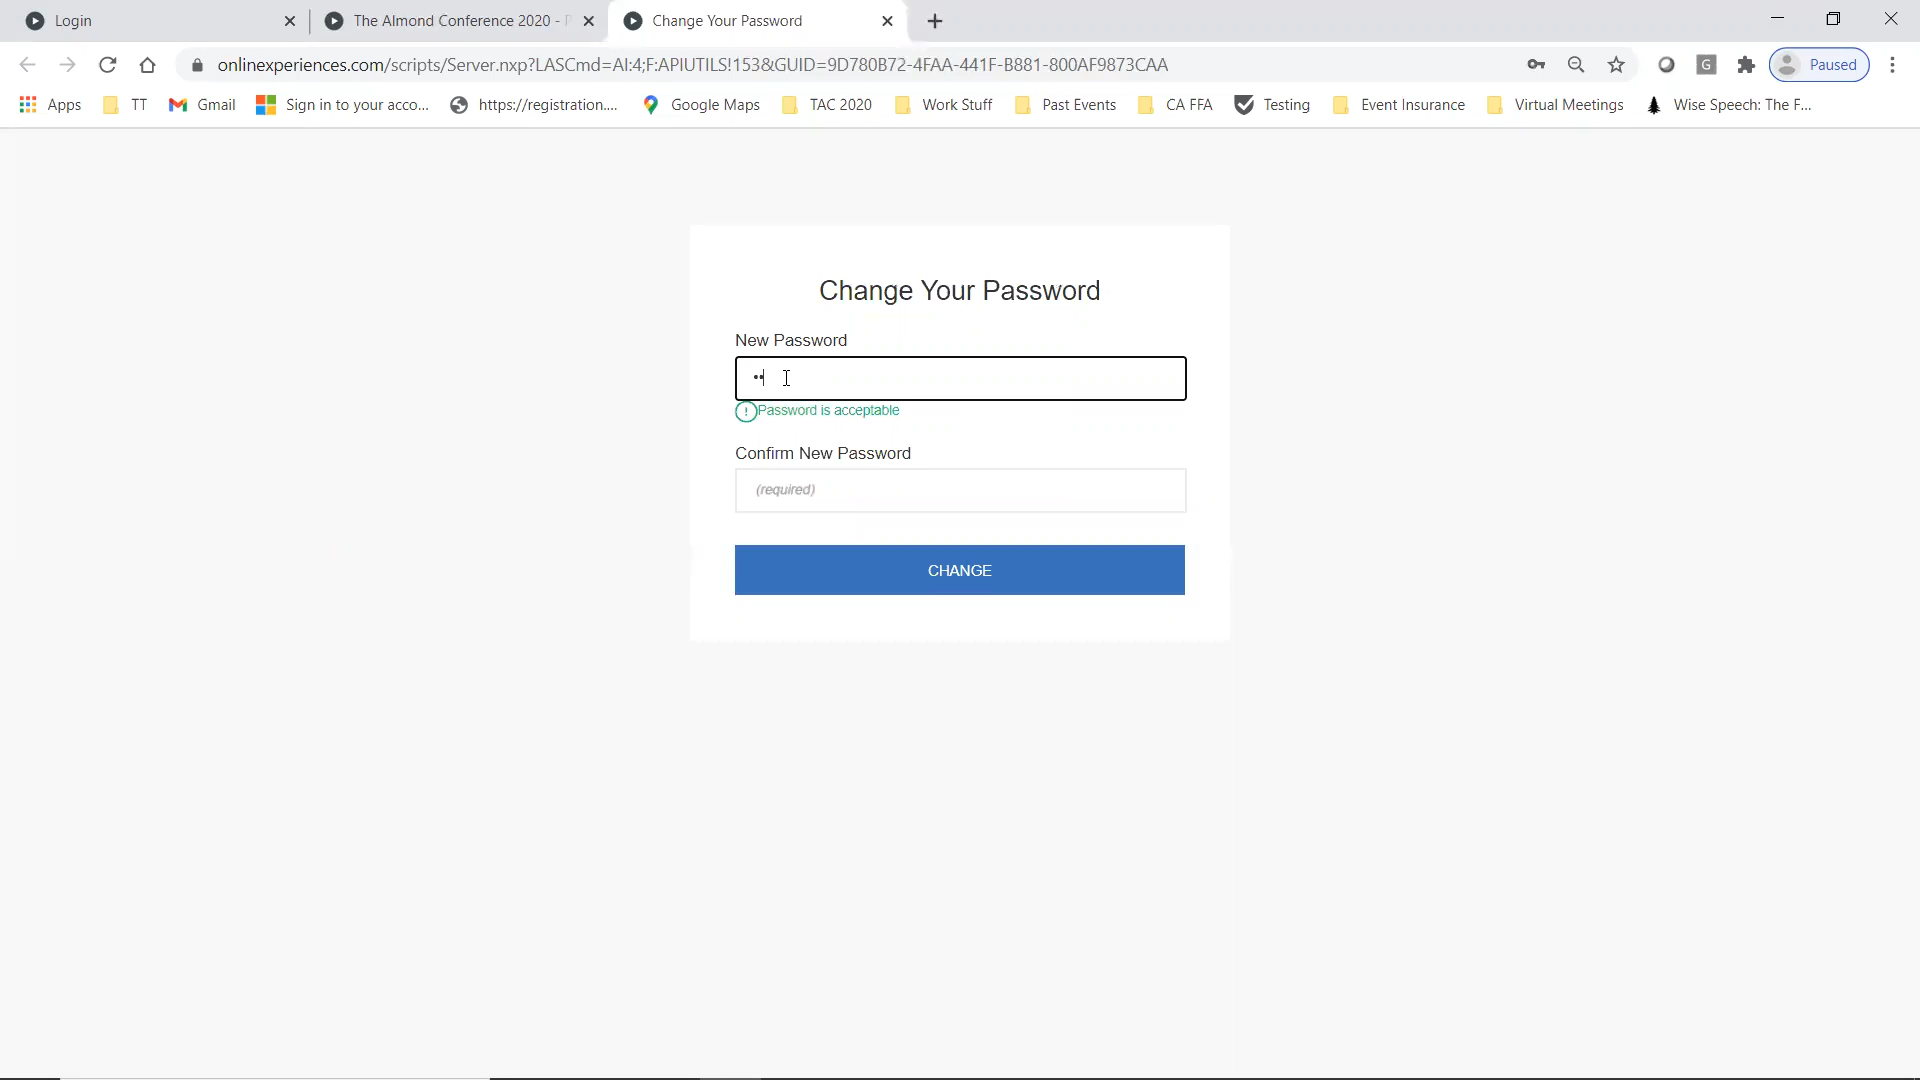 Login
The Almond Conference 2020 -
Change Your Password
onlinexperiences.com/scripts/Server.nxp?LASCmd=AI:4;F:APIUTILS!153&GUID=9D780B72-4FAA-441F-B881-800AF9873CAA
G
Paused
Apps
TT
Gmail
Sign in to your acco...
https://registration....
Google Maps
TAC 2020
Work Stuff
Past Events
CA FFA
Testing
Event Insurance
Virtual Meetings
Wise Speech: The F...
Change Your Password
New Password
••
! Password is acceptable
Confirm New Password
(required)
CHANGE